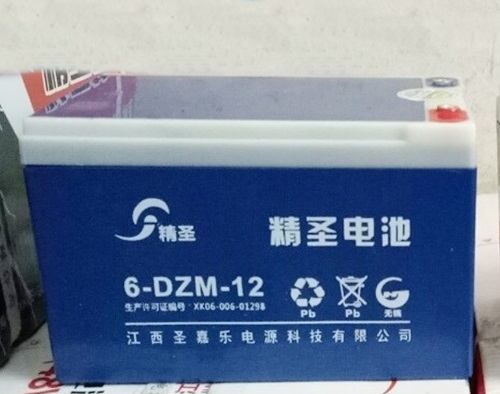 精圣
精圣电池
6-DZM-12
生产许可证编号：XK06-006-01298
Pb
Pb
无镉
江西圣嘉乐电源科技有限公司